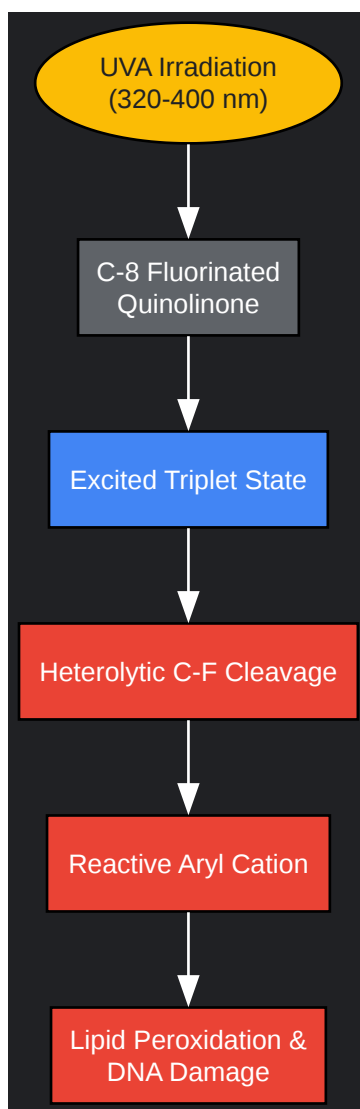 UVA Irradiation
(320-400 nm)
C-8 Fluorinated
Quinolinone
Excited Triplet State
Heterolytic C-F Cleavage
Reactive Aryl Cation
Lipid Peroxidation &
DNA Damage